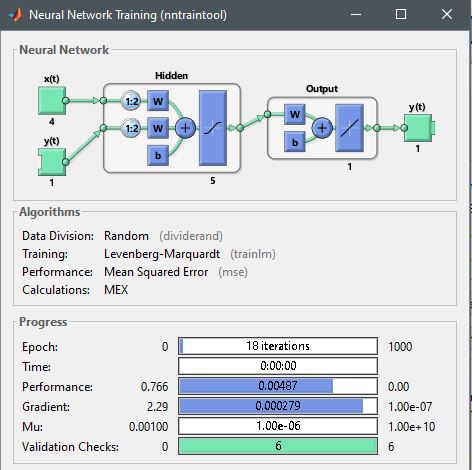 Neural Network Training (nntraintool)
Neural Network
Hidden
Output
x(t)
1:2
W
4
y(t)
1:2
W
b
1
5
W
b
1
y(t)
1
Algorithms
Data Division: Random (dividerand)
Training: Levenberg-Marquardt (trainlm)
Performance: Mean Squared Error (mse)
Calculations: MEX
Progress
Epoch: 0 18 iterations 1000
Time: 0:00:00
Performance: 0.766 0.00487 0.00
Gradient: 2.29 0.000279 1.00e-07
Mu: 0.00100 1.00e-06 1.00e+10
Validation Checks: 0 6 6